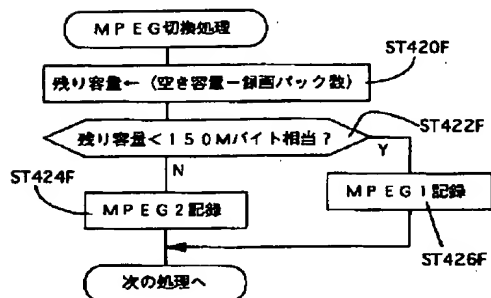 MPEG切換処理
ST420F
残り容量←(空き容量−録画パック数)
残り容量<150Mバイト相当?
ST422F
Y
N
ST424F
MPEG2記録
MPEG1記録
ST426F
次の処理へ